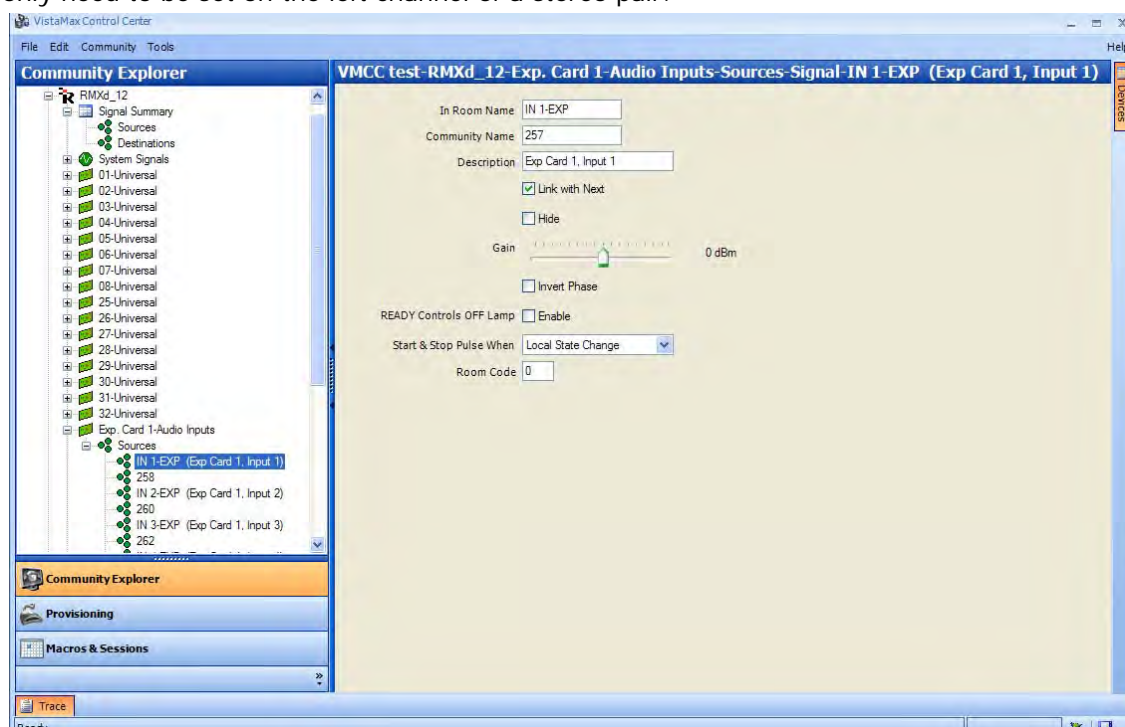 only need to be set on the left channel of a stereo pair.
VistaMax Control Center
File Edit Community Tools
Help
Community Explorer
VMCC test-RMXd_12-Exp. Card 1-Audio Inputs-Sources-Signal-IN 1-EXP (Exp Card 1, Input 1)
Devices
RMXd_12
Signal Summary
Sources
Destinations
System Signals
01-Universal
02-Universal
03-Universal
04-Universal
05-Universal
06-Universal
07-Universal
08-Universal
25-Universal
26-Universal
27-Universal
28-Universal
29-Universal
30-Universal
31-Universal
32-Universal
Exp. Card 1-Audio Inputs
Sources
IN 1-EXP (Exp Card 1, Input 1)
258
IN 2-EXP (Exp Card 1, Input 2)
260
IN 3-EXP (Exp Card 1, Input 3)
262
In Room Name IN 1-EXP
Community Name 257
Description Exp Card 1, Input 1
Link with Next
Hide
Gain 0 dBm
Invert Phase
READY Controls OFF Lamp Enable
Start & Stop Pulse When Local State Change
Room Code 0
Community Explorer
Provisioning
Macros & Sessions
Trace
Ready